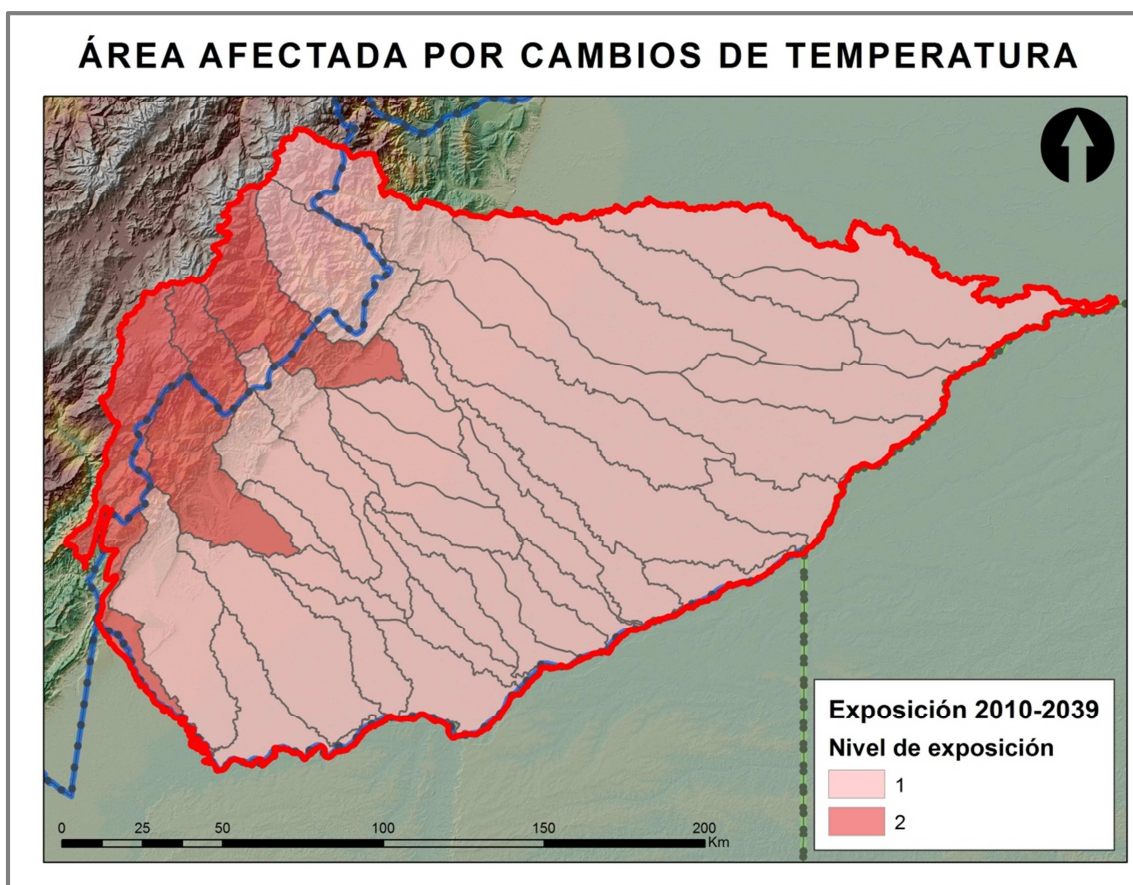 ÁREA AFECTADA POR CAMBIOS DE TEMPERATURA
Exposición 2010-2039
Nivel de exposición
1
2
0 25 50 100 150 200
Km